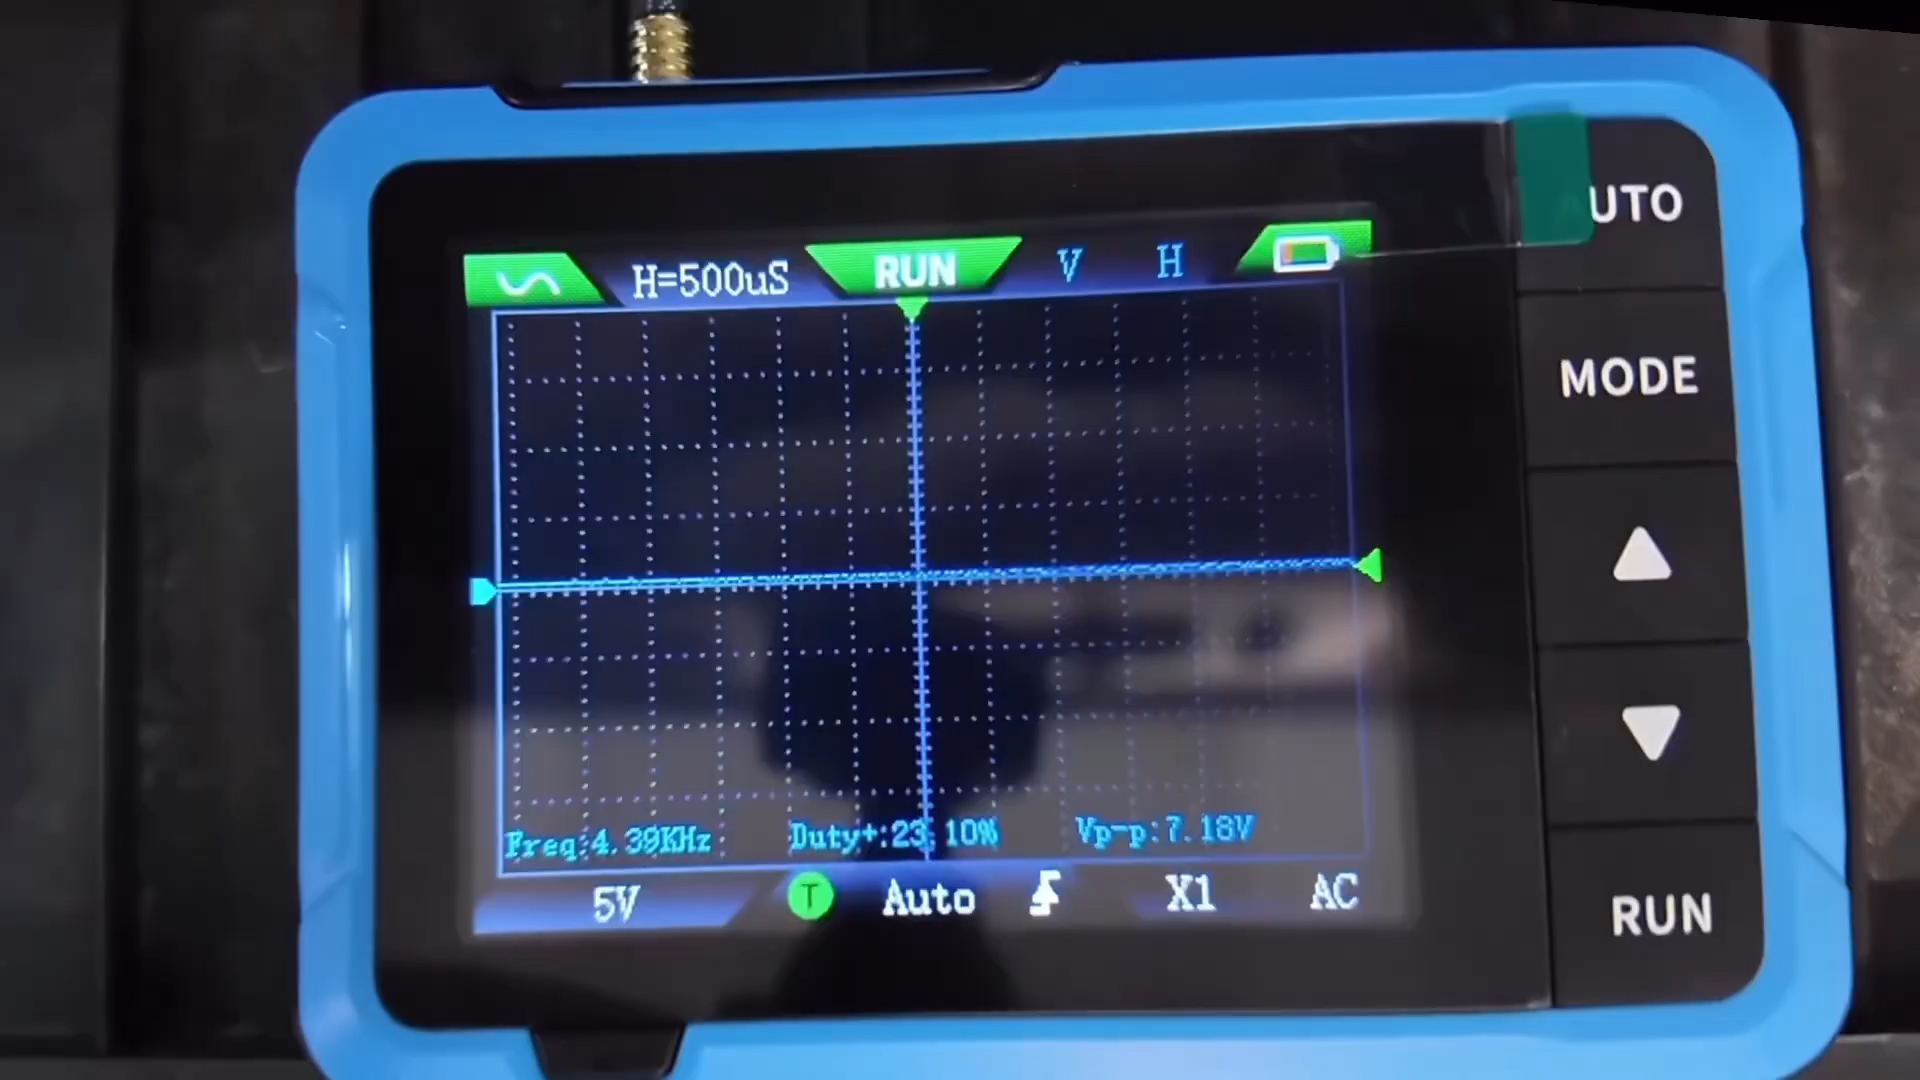 H=500uS RUN V H
UTO
MODE
Freq:4.39KHz Duty+:23.10% Vp-p:7.18V
5V T Auto X1 AC
RUN